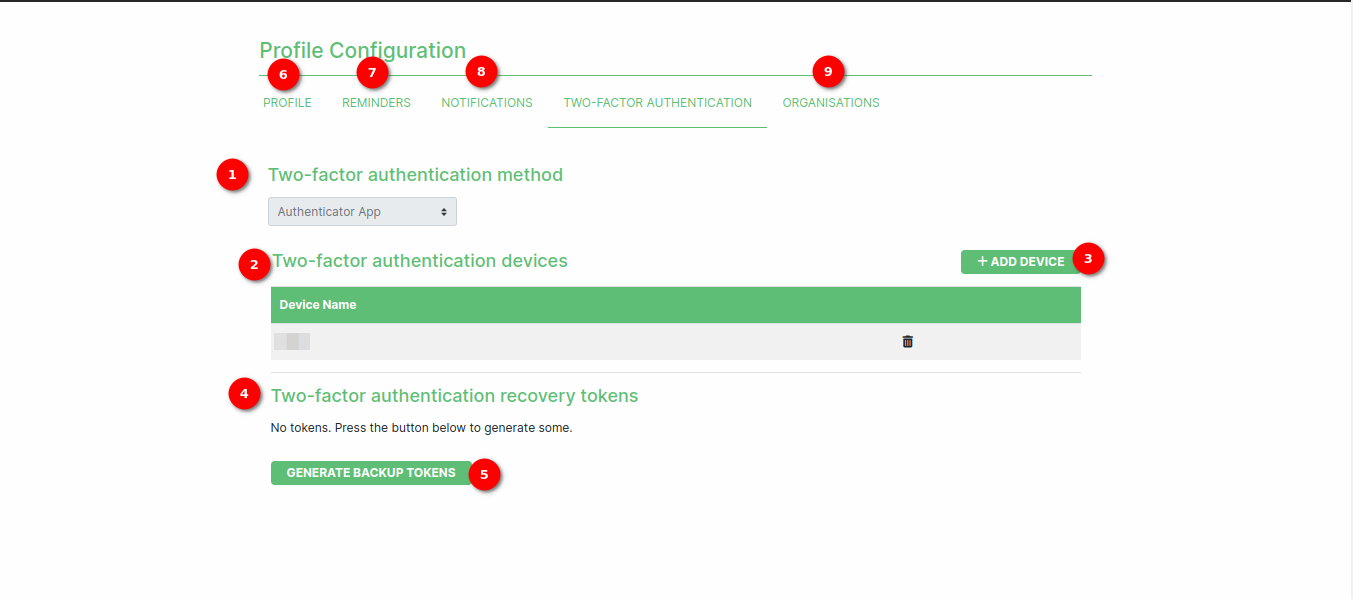 Profile Configuration
6 7 8 9
PROFILE REMINDERS NOTIFICATIONS TWO-FACTOR AUTHENTICATION ORGANISATIONS
1 Two-factor authentication method
Authenticator App
2 Two-factor authentication devices + ADD DEVICE 3
Device Name
4 Two-factor authentication recovery tokens
No tokens. Press the button below to generate some.
GENERATE BACKUP TOKENS 5